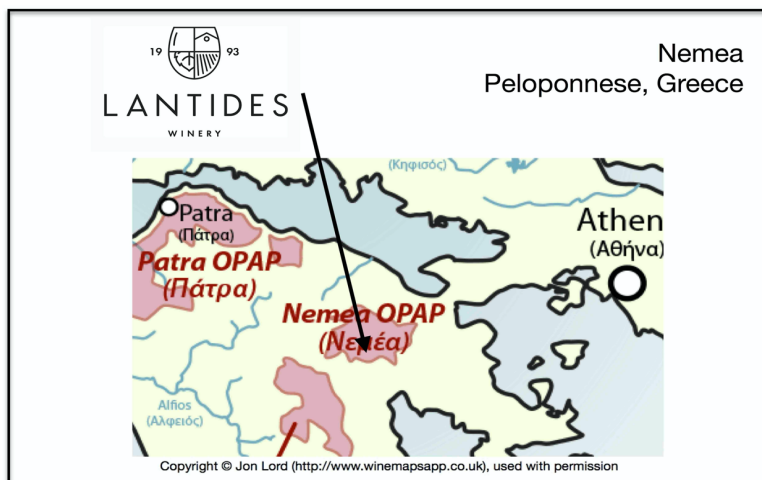 19 93
LANTIDES
WINERY
Nemea
Peloponnese, Greece
(Κηφισός)
Patra
(Πάτρα)
Athen
(Αθήνα)
Patra OPAP
(Πάτρα)
Nemea OPAP
(Νεμέα)
Alfios
(Αλφειός)
Copyright © Jon Lord (http://www.winemapsapp.co.uk), used with permission